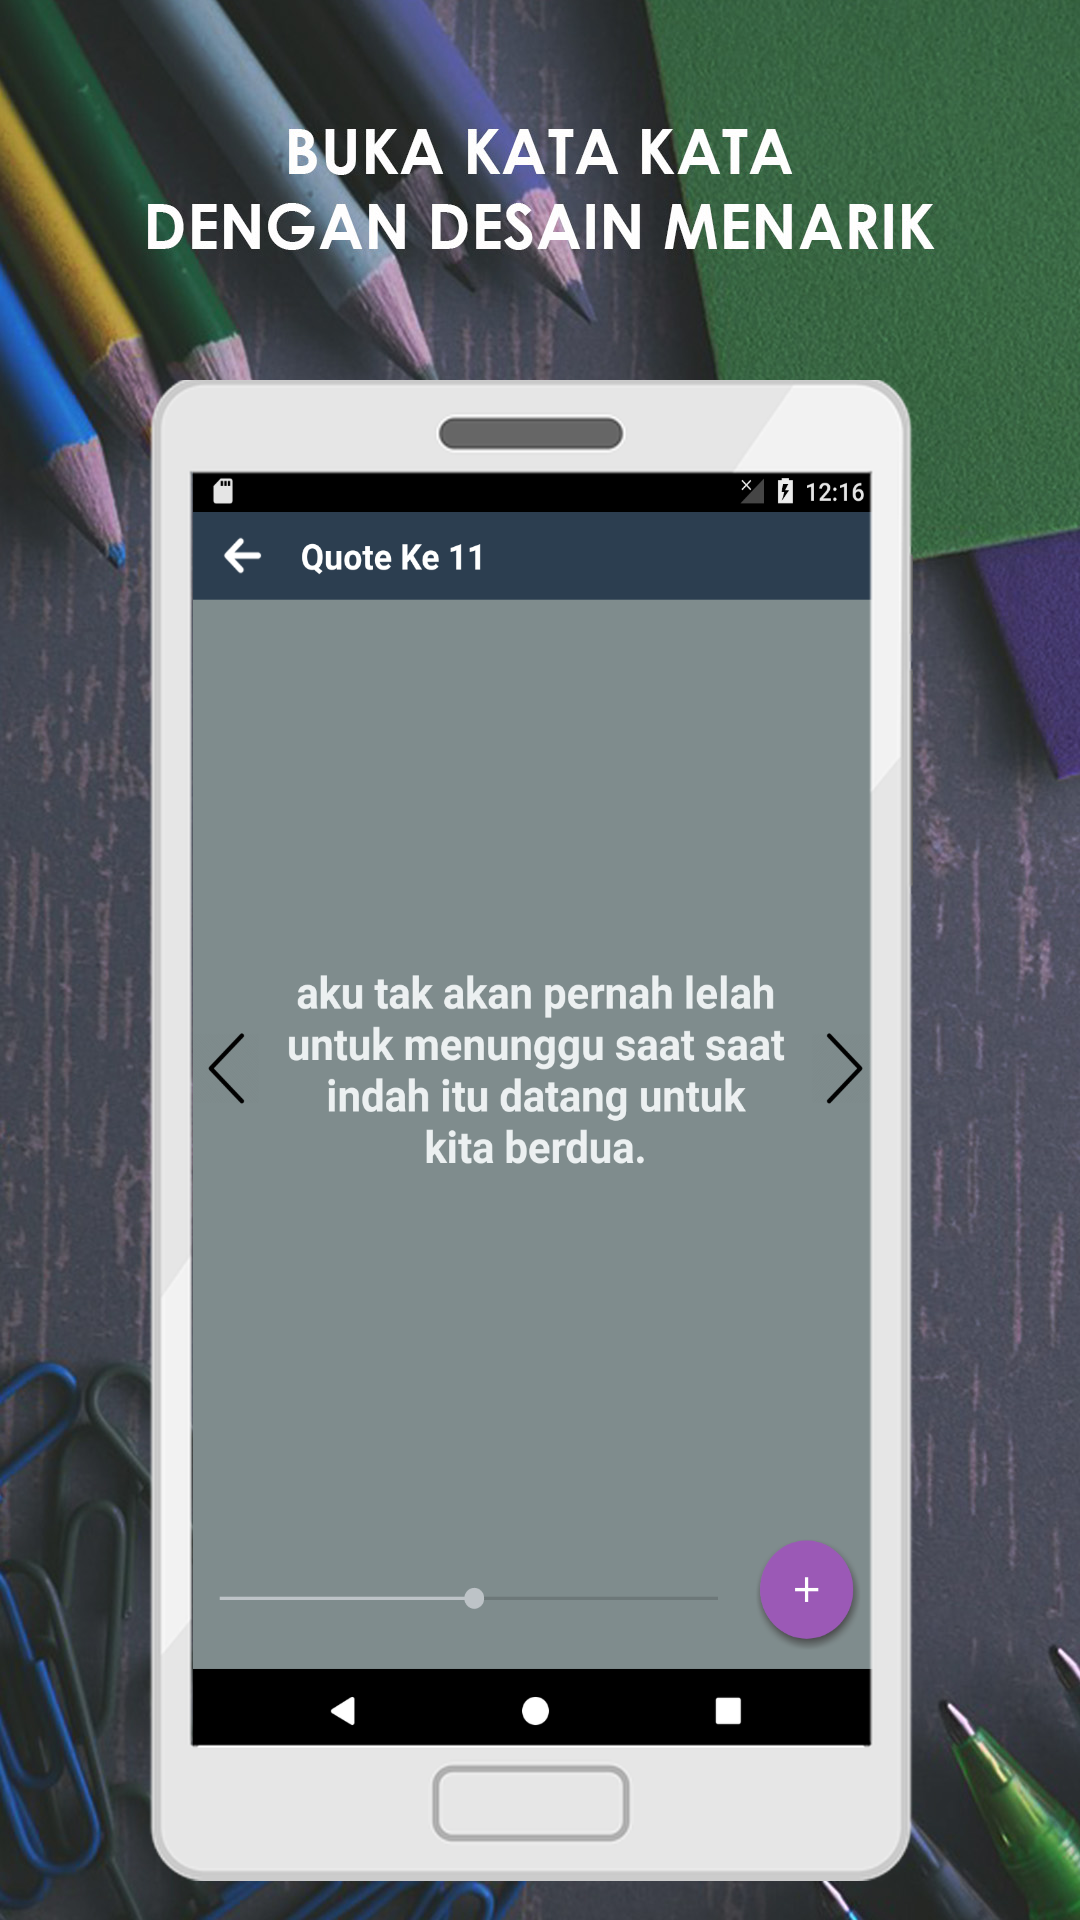 BUKA KATA KATA
DENGAN DESAIN MENARIK
12:16
Quote Ke 11
aku tak akan pernah lelah
untuk menunggu saat saat
indah itu datang untuk
kita berdua.